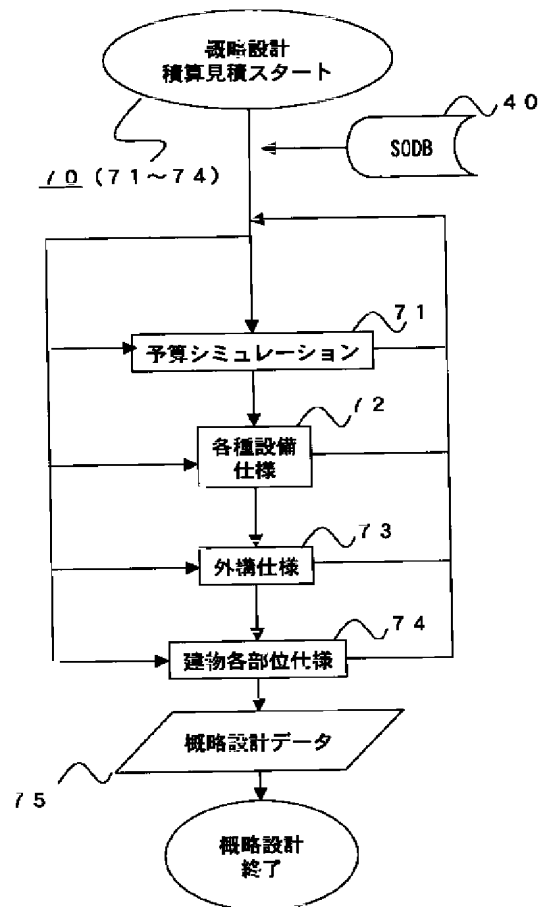 概略設計
積算見積スタート
40
SODB
70（71～74）
71
予算シミュレーション
72
各種設備
仕様
73
外構仕様
74
建物各部位仕様
概略設計データ
75
概略設計
終了